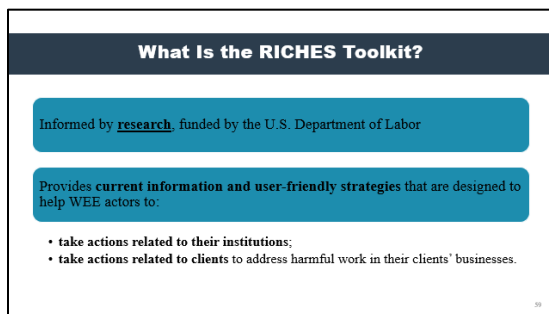 What Is the RICHES Toolkit?
Informed by research, funded by the U.S. Department of Labor
Provides current information and user-friendly strategies that are designed to
help WEE actors to:
• take actions related to their institutions;
• take actions related to clients to address harmful work in their clients' businesses.